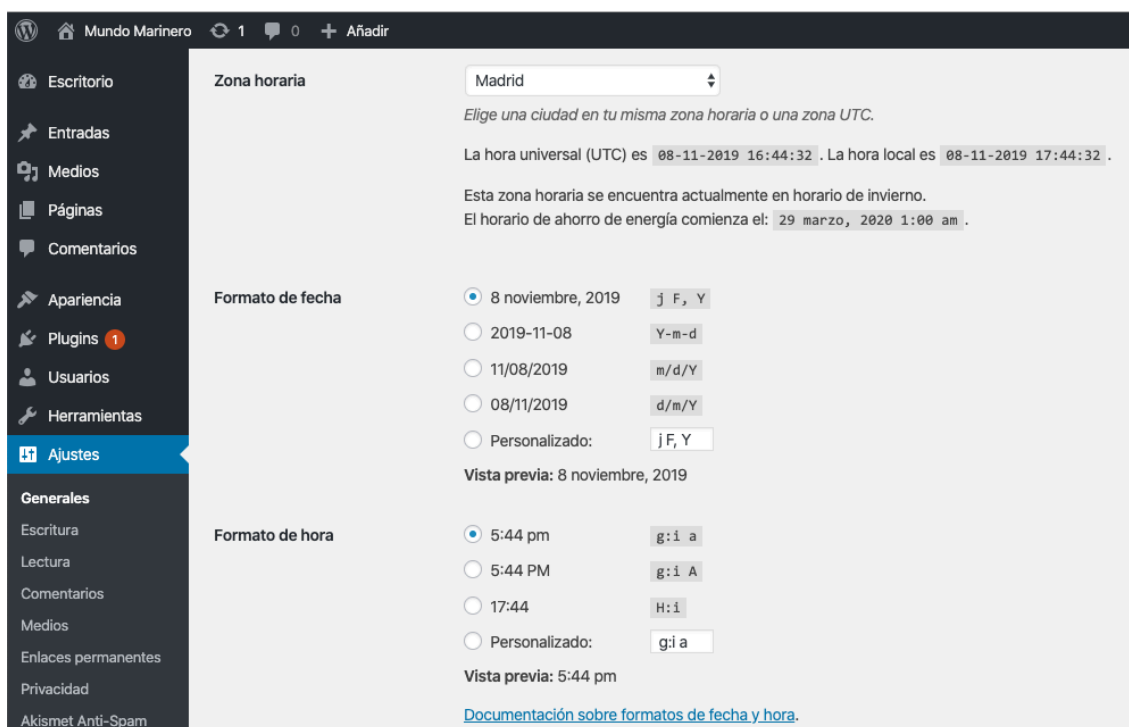 Mundo Marinero 1 0 + Añadir
Escritorio
Entradas
Medios
Páginas
Comentarios
Apariencia
Plugins 1
Usuarios
Herramientas
Ajustes
Generales
Escritura
Lectura
Comentarios
Medios
Enlaces permanentes
Privacidad
Akismet Anti-Spam
Zona horaria
Madrid
Elige una ciudad en tu misma zona horaria o una zona UTC.
La hora universal (UTC) es 08-11-2019 16:44:32 . La hora local es 08-11-2019 17:44:32 .
Esta zona horaria se encuentra actualmente en horario de invierno.
El horario de ahorro de energía comienza el: 29 marzo, 2020 1:00 am .
Formato de fecha
8 noviembre, 2019 j F, Y
2019-11-08 Y-m-d
11/08/2019 m/d/Y
08/11/2019 d/m/Y
Personalizado: j F, Y
Vista previa: 8 noviembre, 2019
Formato de hora
5:44 pm g:i a
5:44 PM g:i A
17:44 H:i
Personalizado: g:i a
Vista previa: 5:44 pm
Documentación sobre formatos de fecha y hora.